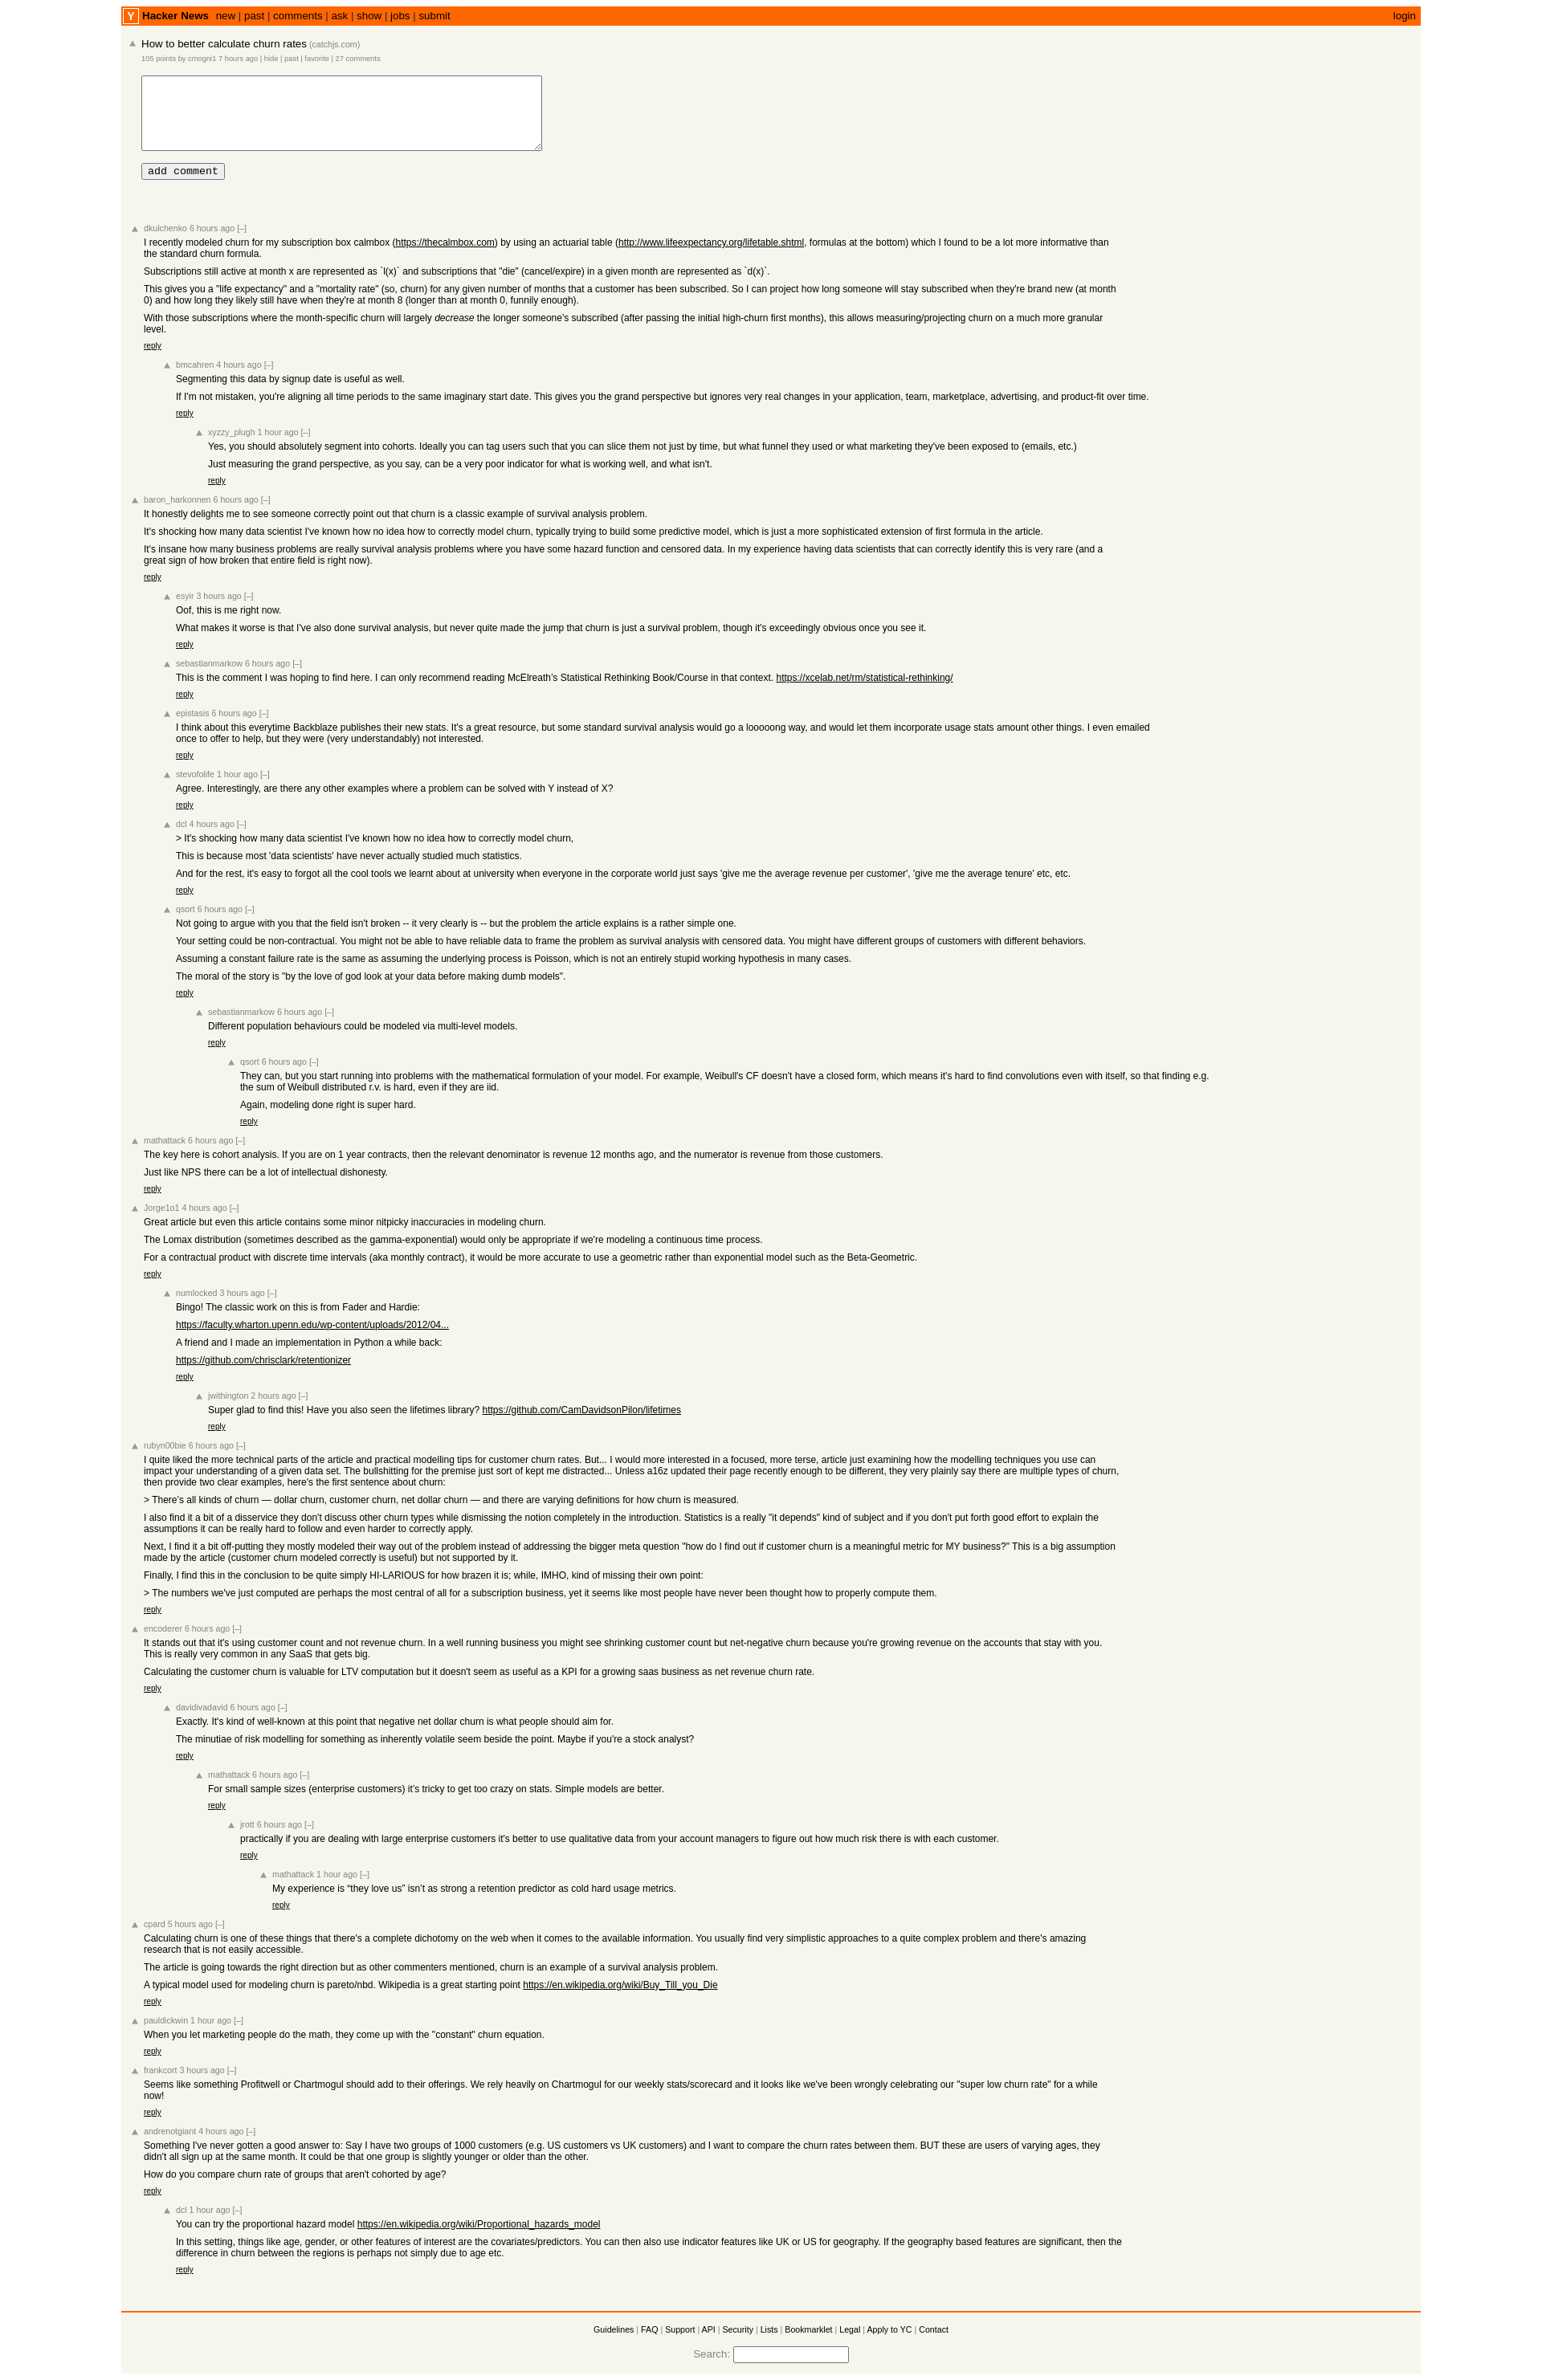 Y Hacker News new | past | comments | ask | show | jobs | submit login
How to better calculate churn rates (catchjs.com)
105 points by cmogni1 7 hours ago | hide | past | favorite | 27 comments
add comment
dkulchenko 6 hours ago [–]
I recently modeled churn for my subscription box calmbox (https://thecalmbox.com) by using an actuarial table (http://www.lifeexpectancy.org/lifetable.shtml, formulas at the bottom) which I found to be a lot more informative than
the standard churn formula.
Subscriptions still active at month x are represented as `l(x)` and subscriptions that "die" (cancel/expire) in a given month are represented as `d(x)`.
This gives you a "life expectancy" and a "mortality rate" (so, churn) for any given number of months that a customer has been subscribed. So I can project how long someone will stay subscribed when they're brand new (at month
0) and how long they likely still have when they're at month 8 (longer than at month 0, funnily enough).
With those subscriptions where the month-specific churn will largely decrease the longer someone's subscribed (after passing the initial high-churn first months), this allows measuring/projecting churn on a much more granular
level.
reply
bmcahren 4 hours ago [–]
Segmenting this data by signup date is useful as well.
If I'm not mistaken, you're aligning all time periods to the same imaginary start date. This gives you the grand perspective but ignores very real changes in your application, team, marketplace, advertising, and product-fit over time.
reply
xyzzy_plugh 1 hour ago [–]
Yes, you should absolutely segment into cohorts. Ideally you can tag users such that you can slice them not just by time, but what funnel they used or what marketing they've been exposed to (emails, etc.)
Just measuring the grand perspective, as you say, can be a very poor indicator for what is working well, and what isn't.
reply
baron_harkonnen 6 hours ago [–]
It honestly delights me to see someone correctly point out that churn is a classic example of survival analysis problem.
It's shocking how many data scientist I've known how no idea how to correctly model churn, typically trying to build some predictive model, which is just a more sophisticated extension of first formula in the article.
It's insane how many business problems are really survival analysis problems where you have some hazard function and censored data. In my experience having data scientists that can correctly identify this is very rare (and a
great sign of how broken that entire field is right now).
reply
esyir 3 hours ago [–]
Oof, this is me right now.
What makes it worse is that I've also done survival analysis, but never quite made the jump that churn is just a survival problem, though it's exceedingly obvious once you see it.
reply
sebastianmarkow 6 hours ago [–]
This is the comment I was hoping to find here. I can only recommend reading McElreath's Statistical Rethinking Book/Course in that context. https://xcelab.net/rm/statistical-rethinking/
reply
epistasis 6 hours ago [–]
I think about this everytime Backblaze publishes their new stats. It's a great resource, but some standard survival analysis would go a looooong way, and would let them incorporate usage stats amount other things. I even emailed
once to offer to help, but they were (very understandably) not interested.
reply
stevofolife 1 hour ago [–]
Agree. Interestingly, are there any other examples where a problem can be solved with Y instead of X?
reply
dcl 4 hours ago [–]
> It's shocking how many data scientist I've known how no idea how to correctly model churn,
This is because most 'data scientists' have never actually studied much statistics.
And for the rest, it's easy to forgot all the cool tools we learnt about at university when everyone in the corporate world just says 'give me the average revenue per customer', 'give me the average tenure' etc, etc.
reply
qsort 6 hours ago [–]
Not going to argue with you that the field isn't broken -- it very clearly is -- but the problem the article explains is a rather simple one.
Your setting could be non-contractual. You might not be able to have reliable data to frame the problem as survival analysis with censored data. You might have different groups of customers with different behaviors.
Assuming a constant failure rate is the same as assuming the underlying process is Poisson, which is not an entirely stupid working hypothesis in many cases.
The moral of the story is "by the love of god look at your data before making dumb models".
reply
sebastianmarkow 6 hours ago [–]
Different population behaviours could be modeled via multi-level models.
reply
qsort 6 hours ago [–]
They can, but you start running into problems with the mathematical formulation of your model. For example, Weibull's CF doesn't have a closed form, which means it's hard to find convolutions even with itself, so that finding e.g.
the sum of Weibull distributed r.v. is hard, even if they are iid.
Again, modeling done right is super hard.
reply
mathattack 6 hours ago [–]
The key here is cohort analysis. If you are on 1 year contracts, then the relevant denominator is revenue 12 months ago, and the numerator is revenue from those customers.
Just like NPS there can be a lot of intellectual dishonesty.
reply
Jorge1o1 4 hours ago [–]
Great article but even this article contains some minor nitpicky inaccuracies in modeling churn.
The Lomax distribution (sometimes described as the gamma-exponential) would only be appropriate if we're modeling a continuous time process.
For a contractual product with discrete time intervals (aka monthly contract), it would be more accurate to use a geometric rather than exponential model such as the Beta-Geometric.
reply
numlocked 3 hours ago [–]
Bingo! The classic work on this is from Fader and Hardie:
https://faculty.wharton.upenn.edu/wp-content/uploads/2012/04...
A friend and I made an implementation in Python a while back:
https://github.com/chrisclark/retentionizer
reply
jwithington 2 hours ago [–]
Super glad to find this! Have you also seen the lifetimes library? https://github.com/CamDavidsonPilon/lifetimes
reply
rubyn00bie 6 hours ago [–]
I quite liked the more technical parts of the article and practical modelling tips for customer churn rates. But... I would more interested in a focused, more terse, article just examining how the modelling techniques you use can
impact your understanding of a given data set. The bullshitting for the premise just sort of kept me distracted... Unless a16z updated their page recently enough to be different, they very plainly say there are multiple types of churn,
then provide two clear examples, here's the first sentence about churn:
> There's all kinds of churn — dollar churn, customer churn, net dollar churn — and there are varying definitions for how churn is measured.
I also find it a bit of a disservice they don't discuss other churn types while dismissing the notion completely in the introduction. Statistics is a really "it depends" kind of subject and if you don't put forth good effort to explain the
assumptions it can be really hard to follow and even harder to correctly apply.
Next, I find it a bit off-putting they mostly modeled their way out of the problem instead of addressing the bigger meta question "how do I find out if customer churn is a meaningful metric for MY business?" This is a big assumption
made by the article (customer churn modeled correctly is useful) but not supported by it.
Finally, I find this in the conclusion to be quite simply HI-LARIOUS for how brazen it is; while, IMHO, kind of missing their own point:
> The numbers we've just computed are perhaps the most central of all for a subscription business, yet it seems like most people have never been thought how to properly compute them.
reply
encoderer 6 hours ago [–]
It stands out that it's using customer count and not revenue churn. In a well running business you might see shrinking customer count but net-negative churn because you're growing revenue on the accounts that stay with you.
This is really very common in any SaaS that gets big.
Calculating the customer churn is valuable for LTV computation but it doesn't seem as useful as a KPI for a growing saas business as net revenue churn rate.
reply
davidivadavid 6 hours ago [–]
Exactly. It's kind of well-known at this point that negative net dollar churn is what people should aim for.
The minutiae of risk modelling for something as inherently volatile seem beside the point. Maybe if you're a stock analyst?
reply
mathattack 6 hours ago [–]
For small sample sizes (enterprise customers) it's tricky to get too crazy on stats. Simple models are better.
reply
jrott 6 hours ago [–]
practically if you are dealing with large enterprise customers it's better to use qualitative data from your account managers to figure out how much risk there is with each customer.
reply
mathattack 1 hour ago [–]
My experience is “they love us” isn't as strong a retention predictor as cold hard usage metrics.
reply
cpard 5 hours ago [–]
Calculating churn is one of these things that there's a complete dichotomy on the web when it comes to the available information. You usually find very simplistic approaches to a quite complex problem and there's amazing
research that is not easily accessible.
The article is going towards the right direction but as other commenters mentioned, churn is an example of a survival analysis problem.
A typical model used for modeling churn is pareto/nbd. Wikipedia is a great starting point https://en.wikipedia.org/wiki/Buy_Till_you_Die
reply
pauldickwin 1 hour ago [–]
When you let marketing people do the math, they come up with the "constant" churn equation.
reply
frankcort 3 hours ago [–]
Seems like something Profitwell or Chartmogul should add to their offerings. We rely heavily on Chartmogul for our weekly stats/scorecard and it looks like we've been wrongly celebrating our "super low churn rate" for a while
now!
reply
andrenotgiant 4 hours ago [–]
Something I've never gotten a good answer to: Say I have two groups of 1000 customers (e.g. US customers vs UK customers) and I want to compare the churn rates between them. BUT these are users of varying ages, they
didn't all sign up at the same month. It could be that one group is slightly younger or older than the other.
How do you compare churn rate of groups that aren't cohorted by age?
reply
dcl 1 hour ago [–]
You can try the proportional hazard model https://en.wikipedia.org/wiki/Proportional_hazards_model
In this setting, things like age, gender, or other features of interest are the covariates/predictors. You can then also use indicator features like UK or US for geography. If the geography based features are significant, then the
difference in churn between the regions is perhaps not simply due to age etc.
reply
Guidelines | FAQ | Support | API | Security | Lists | Bookmarklet | Legal | Apply to YC | Contact
Search: